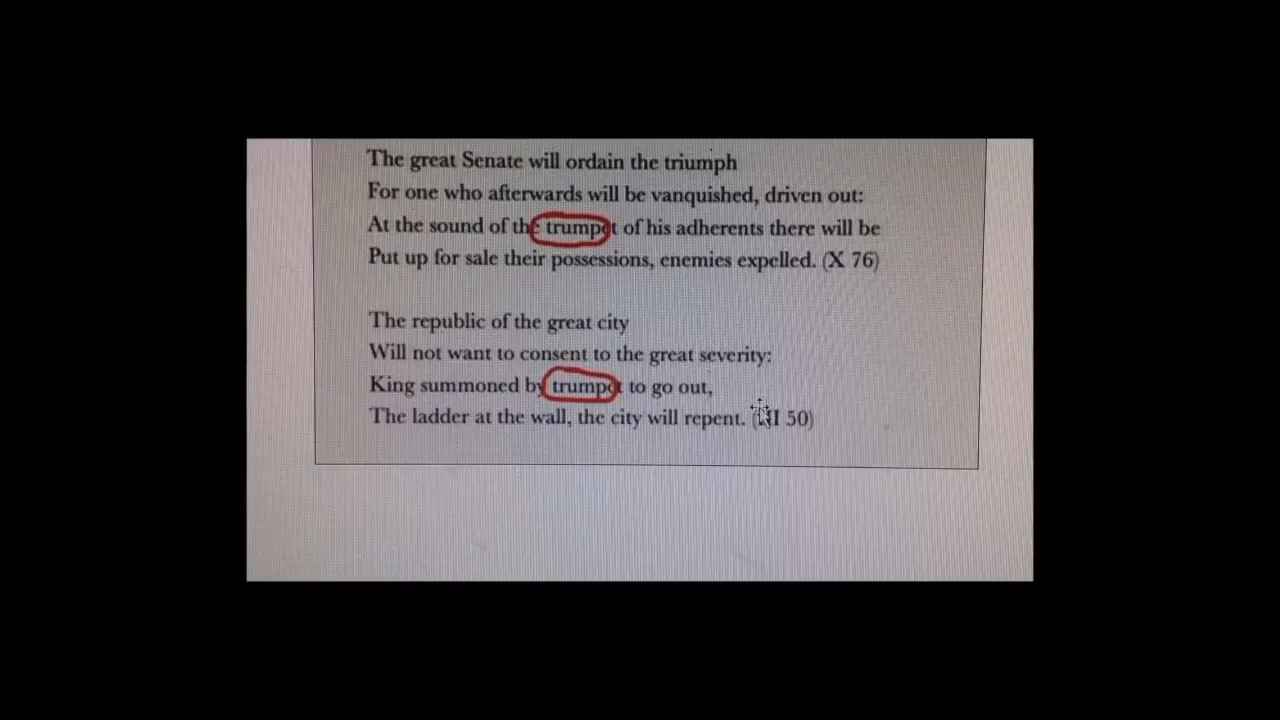 The great Senate will ordain the triumph
For one who afterwards will be vanquished, driven out:
At the sound of the trumpet of his adherents there will be
Put up for sale their possessions, enemies expelled. (X 76)
The republic of the great city
Will not want to consent to the great severity:
King summoned by trumpet to go out,
The ladder at the wall, the city will repent. (III 50)